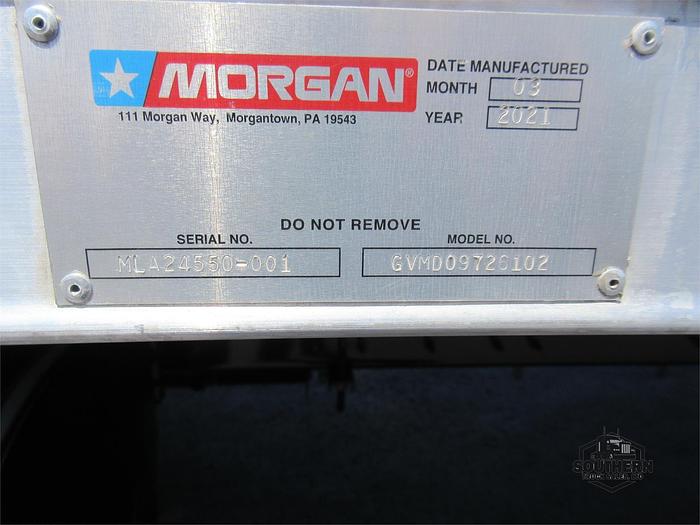 MORGAN®
111 Morgan Way, Morgantown, PA 19543
DATE MANUFACTURED
MONTH 03
YEAR 2021
DO NOT REMOVE
SERIAL NO.
MLA24550-001
MODEL NO.
GVMD09726102
SOUTHERN